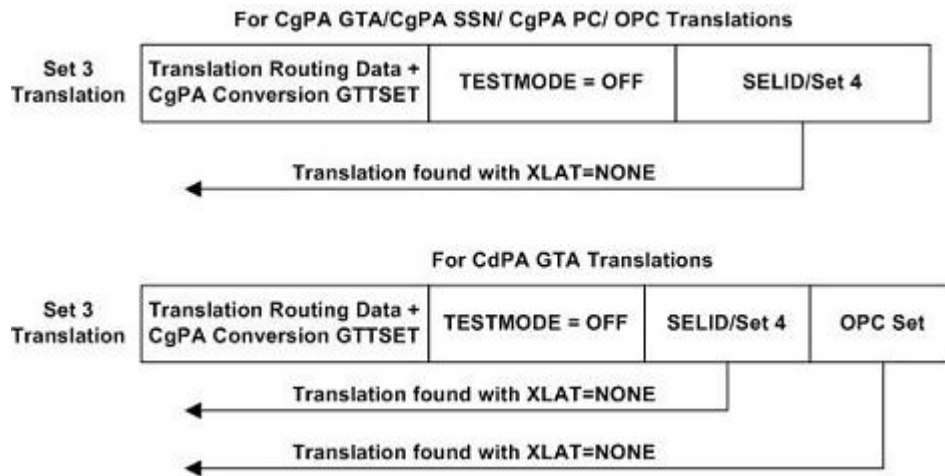 For CgPA GTA/CgPA SSN/ CgPA PC/ OPC Translations
Set 3
Translation
Translation Routing Data +
CgPA Conversion GTTSET
TESTMODE = OFF
SELID/Set 4
Translation found with XLAT=NONE
For CdPA GTA Translations
Set 3
Translation
Translation Routing Data +
CgPA Conversion GTTSET
TESTMODE = OFF
SELID/Set 4
OPC Set
Translation found with XLAT=NONE
Translation found with XLAT=NONE